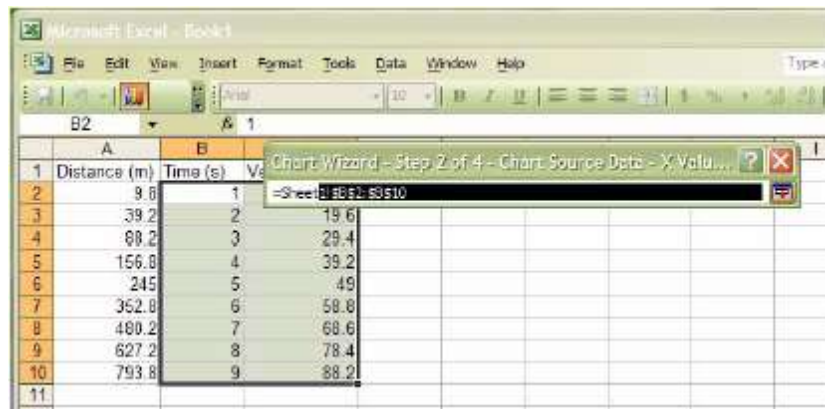 Microsoft Excel - Book1
File Edit View Insert Format Tools Data Window Help Type a
Arial 10 B I U $ % ,
B2 fx 1
A B I
1 Distance (m) Time (s) Ve
Chart Wizard - Step 2 of 4 - Chart Source Data - X Valu... ?
=Sheet1!$B$2:$B$10
2 9.8 1
3 39.2 2 19.6
4 88.2 3 29.4
5 156.8 4 39.2
6 245 5 49
7 352.8 6 58.8
8 480.2 7 68.6
9 627.2 8 78.4
10 793.8 9 88.2
11